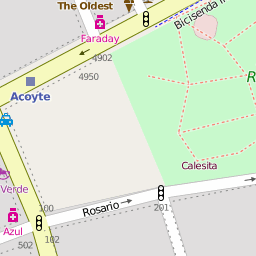 The Oldest
Faraday
Bicisenda
4902
4950
Acoyte
R
Calesita
Verde
100
Rosario
201
Azul
502
102